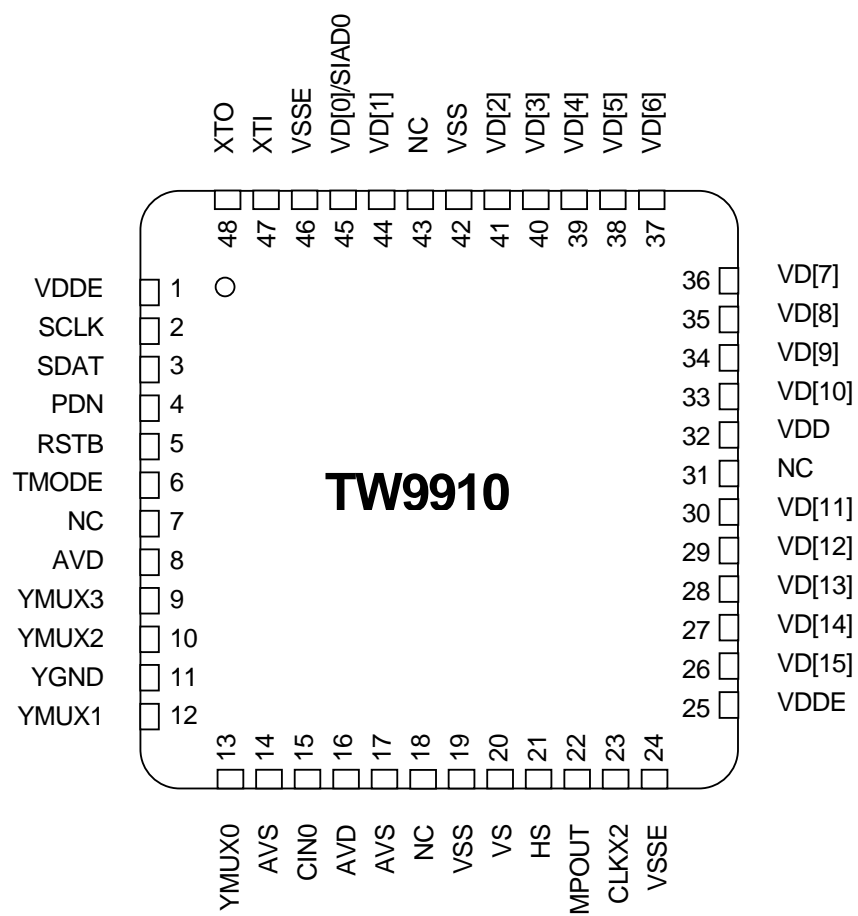 XTO
XTI
VSSE
VD[0]/SIAD0
VD[1]
NC
VSS
VD[2]
VD[3]
VD[4]
VD[5]
VD[6]
48
47
46
45
44
43
42
41
40
39
38
37
VDDE 1
SCLK 2
SDAT 3
PDN 4
RSTB 5
TMODE 6
NC 7
AVD 8
YMUX3 9
YMUX2 10
YGND 11
YMUX1 12
TW9910
36 VD[7]
35 VD[8]
34 VD[9]
33 VD[10]
32 VDD
31 NC
30 VD[11]
29 VD[12]
28 VD[13]
27 VD[14]
26 VD[15]
25 VDDE
13
14
15
16
17
18
19
20
21
22
23
24
YMUX0
AVS
CIN0
AVD
AVS
NC
VSS
VS
HS
MPOUT
CLKX2
VSSE